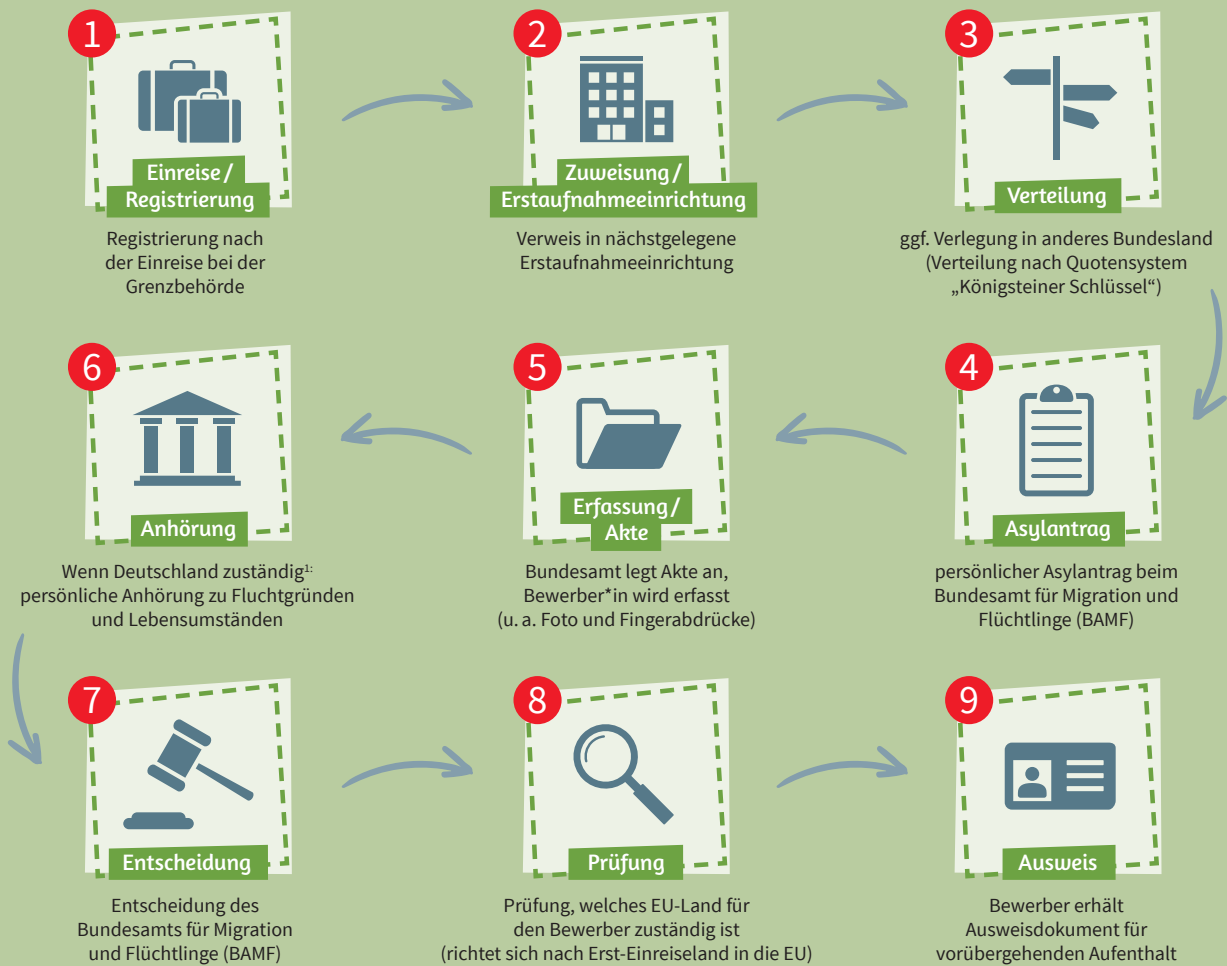 1
Einreise/
Registrierung
Registrierung nach
der Einreise bei der
Grenzbehörde
2
Zuweisung/
Erstaufnahmeeinrichtung
Verweis in nächstgelegene
Erstaufnahmeeinrichtung
3
Verteilung
ggf. Verlegung in anderes Bundesland
(Verteilung nach Quotensystem
„Königsteiner Schlüssel“)
4
Asylantrag
persönlicher Asylantrag beim
Bundesamt für Migration und
Flüchtlinge (BAMF)
5
Erfassung/
Akte
Bundesamt legt Akte an,
Bewerber*in wird erfasst
(u. a. Foto und Fingerabdrücke)
6
Anhörung
Wenn Deutschland zuständig¹:
persönliche Anhörung zu Fluchtgründen
und Lebensumständen
7
Entscheidung
Entscheidung des
Bundesamts für Migration
und Flüchtlinge (BAMF)
8
Prüfung
Prüfung, welches EU-Land für
den Bewerber zuständig ist
(richtet sich nach Erst-Einreiseland in die EU)
9
Ausweis
Bewerber erhält
Ausweisdokument für
vorübergehenden Aufenthalt